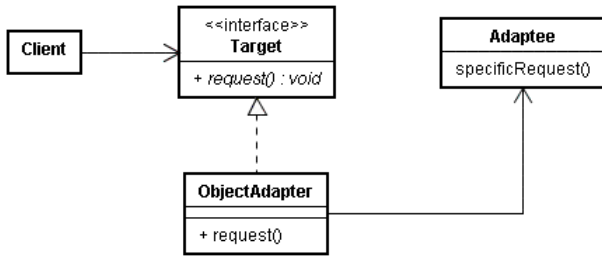 Client
<<interface>>
Target
+ request() : void
Adaptee
specificRequest()
ObjectAdapter
+ request()